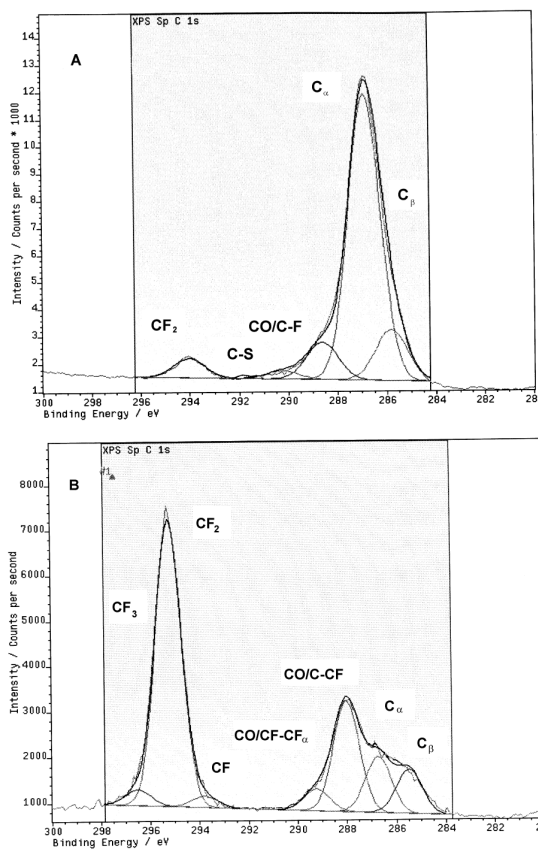 XPS Sp C 1s
A
Intensity / Counts per second * 1000
14
13
12
11
10
9
8
7
6
5
4
3
2
1
Cα
Cβ
CO/C-F
CF₂
C-S
300 298 296 294 292 290 288 286 284 282 28
Binding Energy / eV
XPS Sp C 1s
B
#1
Intensity / Counts per second
8000
7000
6000
5000
4000
3000
2000
1000
CF₂
CF₃
CO/C-CF
Cα
CO/CF-CFα
Cβ
CF
300 298 296 294 292 290 288 286 284 282 28
Binding Energy / eV